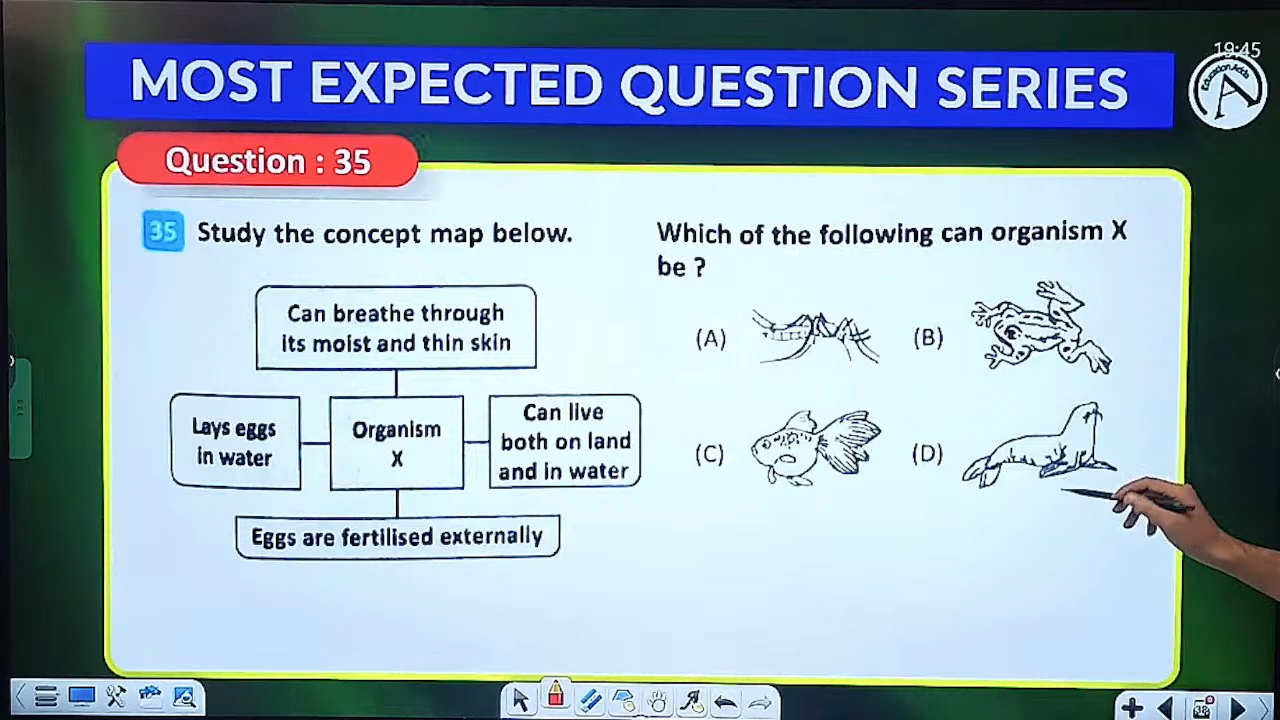 19:45
MOST EXPECTED QUESTION SERIES
Education Adda
A
Question : 35
35 Study the concept map below.
Can breathe through
its moist and thin skin
Lays eggs
in water
Organism
X
Can live
both on land
and in water
Eggs are fertilised externally
Which of the following can organism X
be ?
(A)
(B)
(C)
(D)